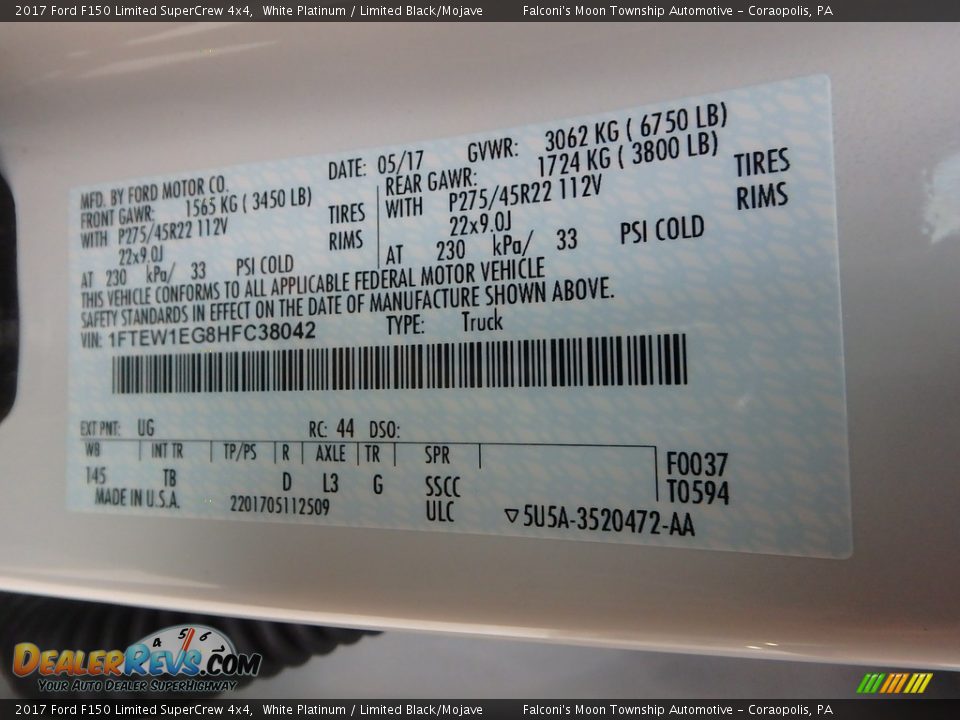 2017 Ford F150 Limited SuperCrew 4x4, White Platinum / Limited Black/Mojave Falconi's Moon Township Automotive - Coraopolis, PA
MFD. BY FORD MOTOR CO. DATE: 05/17 GVWR: 3062 KG ( 6750 LB)
FRONT GAWR: 1565 KG ( 3450 LB) REAR GAWR: 1724 KG ( 3800 LB)
WITH P275/45R22 112V TIRES WITH P275/45R22 112V TIRES
22x9.0J RIMS 22x9.0J RIMS
AT 230 kPa/ 33 PSI COLD AT 230 kPa/ 33 PSI COLD
THIS VEHICLE CONFORMS TO ALL APPLICABLE FEDERAL MOTOR VEHICLE
SAFETY STANDARDS IN EFFECT ON THE DATE OF MANUFACTURE SHOWN ABOVE.
VIN: 1FTEW1EG8HFC38042 TYPE: Truck
EXT PNT: UG RC: 44 DSO:
WB INT TR TP/PS R AXLE TR SPR F0037
145 TB D L3 G SSCC T0594
MADE IN U.S.A. 2201705112509 ULC ▽5U5A-3520472-AA
4 5 6
DEALERREVS.COM
YOUR AUTO DEALER SUPERHIGHWAY
2017 Ford F150 Limited SuperCrew 4x4, White Platinum / Limited Black/Mojave Falconi's Moon Township Automotive - Coraopolis, PA